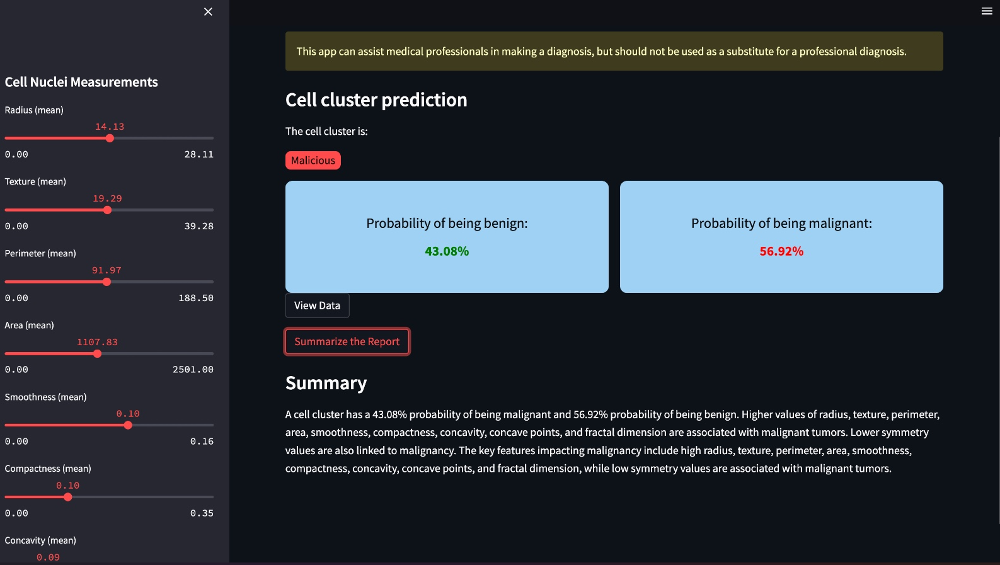 Cell Nuclei Measurements
Radius (mean)
14.13
0.00 28.11
Texture (mean)
19.29
0.00 39.28
Perimeter (mean)
91.97
0.00 188.50
Area (mean)
1107.83
0.00 2501.00
Smoothness (mean)
0.10
0.00 0.16
Compactness (mean)
0.10
0.00 0.35
Concavity (mean)
0.09
This app can assist medical professionals in making a diagnosis, but should not be used as a substitute for a professional diagnosis.
Cell cluster prediction
The cell cluster is:
Malicious
Probability of being benign:
43.08%
Probability of being malignant:
56.92%
View Data
Summarize the Report
Summary
A cell cluster has a 43.08% probability of being malignant and 56.92% probability of being benign. Higher values of radius, texture, perimeter,
area, smoothness, compactness, concavity, concave points, and fractal dimension are associated with malignant tumors. Lower symmetry
values are also linked to malignancy. The key features impacting malignancy include high radius, texture, perimeter, area, smoothness,
compactness, concavity, concave points, and fractal dimension, while low symmetry values are associated with malignant tumors.